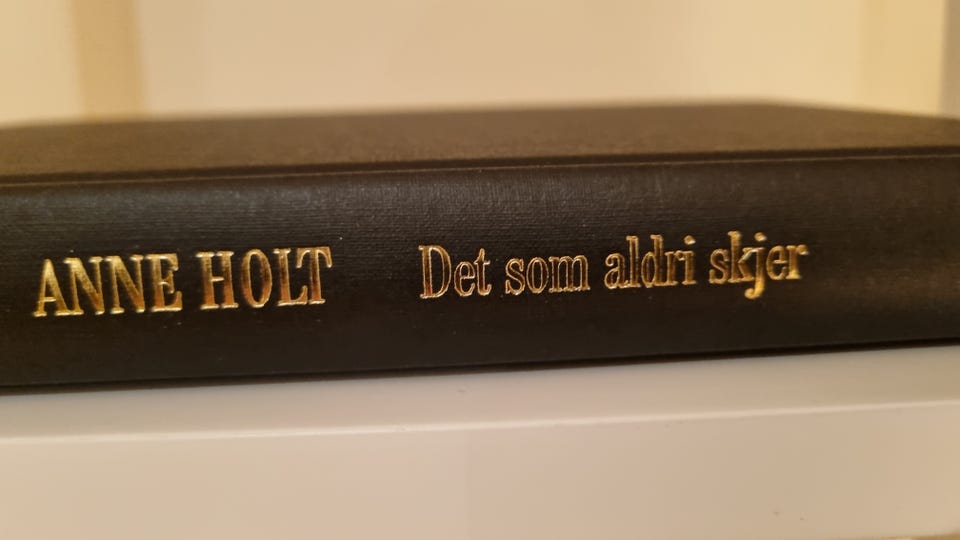 ANNE HOLT Det som aldri skjer